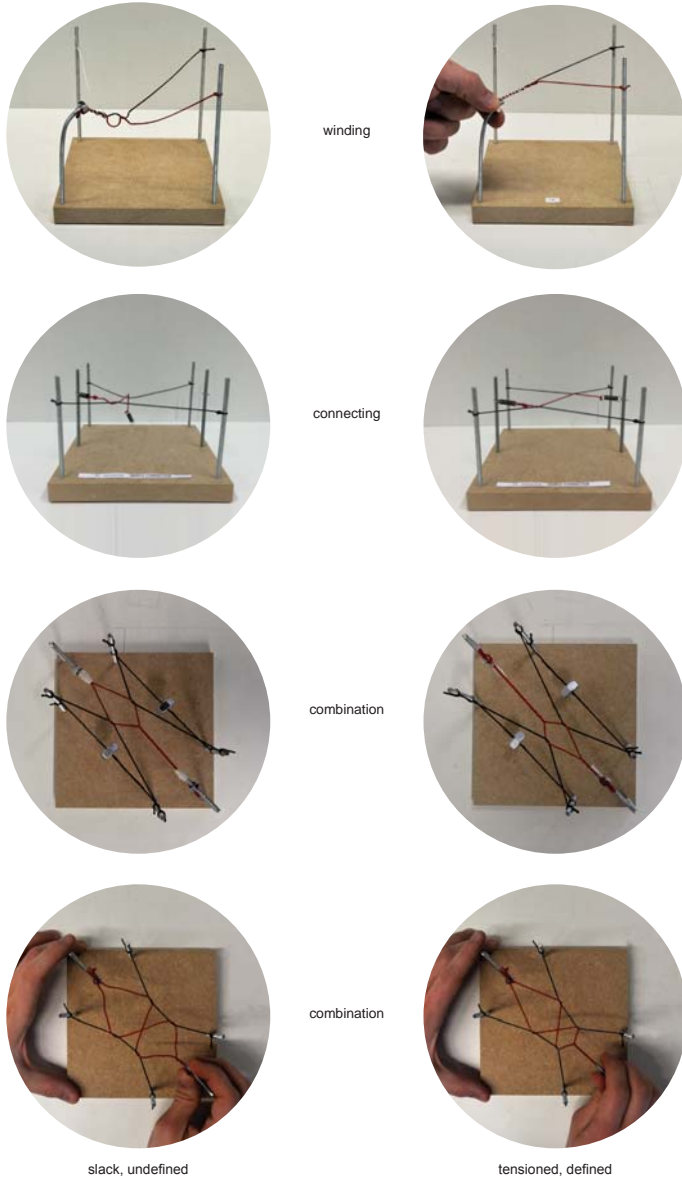 winding
connecting
combination
combination
slack, undefined
tensioned, defined